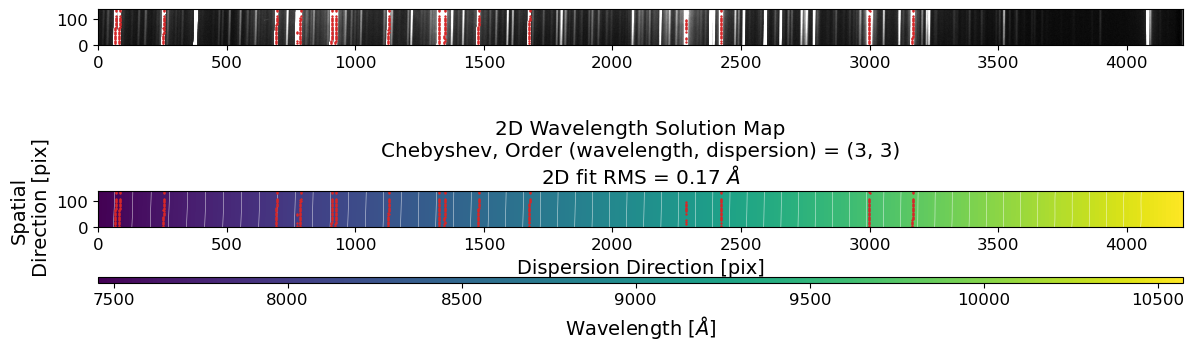 100
0
0 500 1000 1500 2000 2500 3000 3500 4000
2D Wavelength Solution Map
Chebyshev, Order (wavelength, dispersion) = (3, 3)
2D fit RMS = 0.17 Å
Spatial
Direction [pix]
100
0
0 500 1000 1500 2000 2500 3000 3500 4000
Dispersion Direction [pix]
7500 8000 8500 9000 9500 10000 10500
Wavelength [Å]